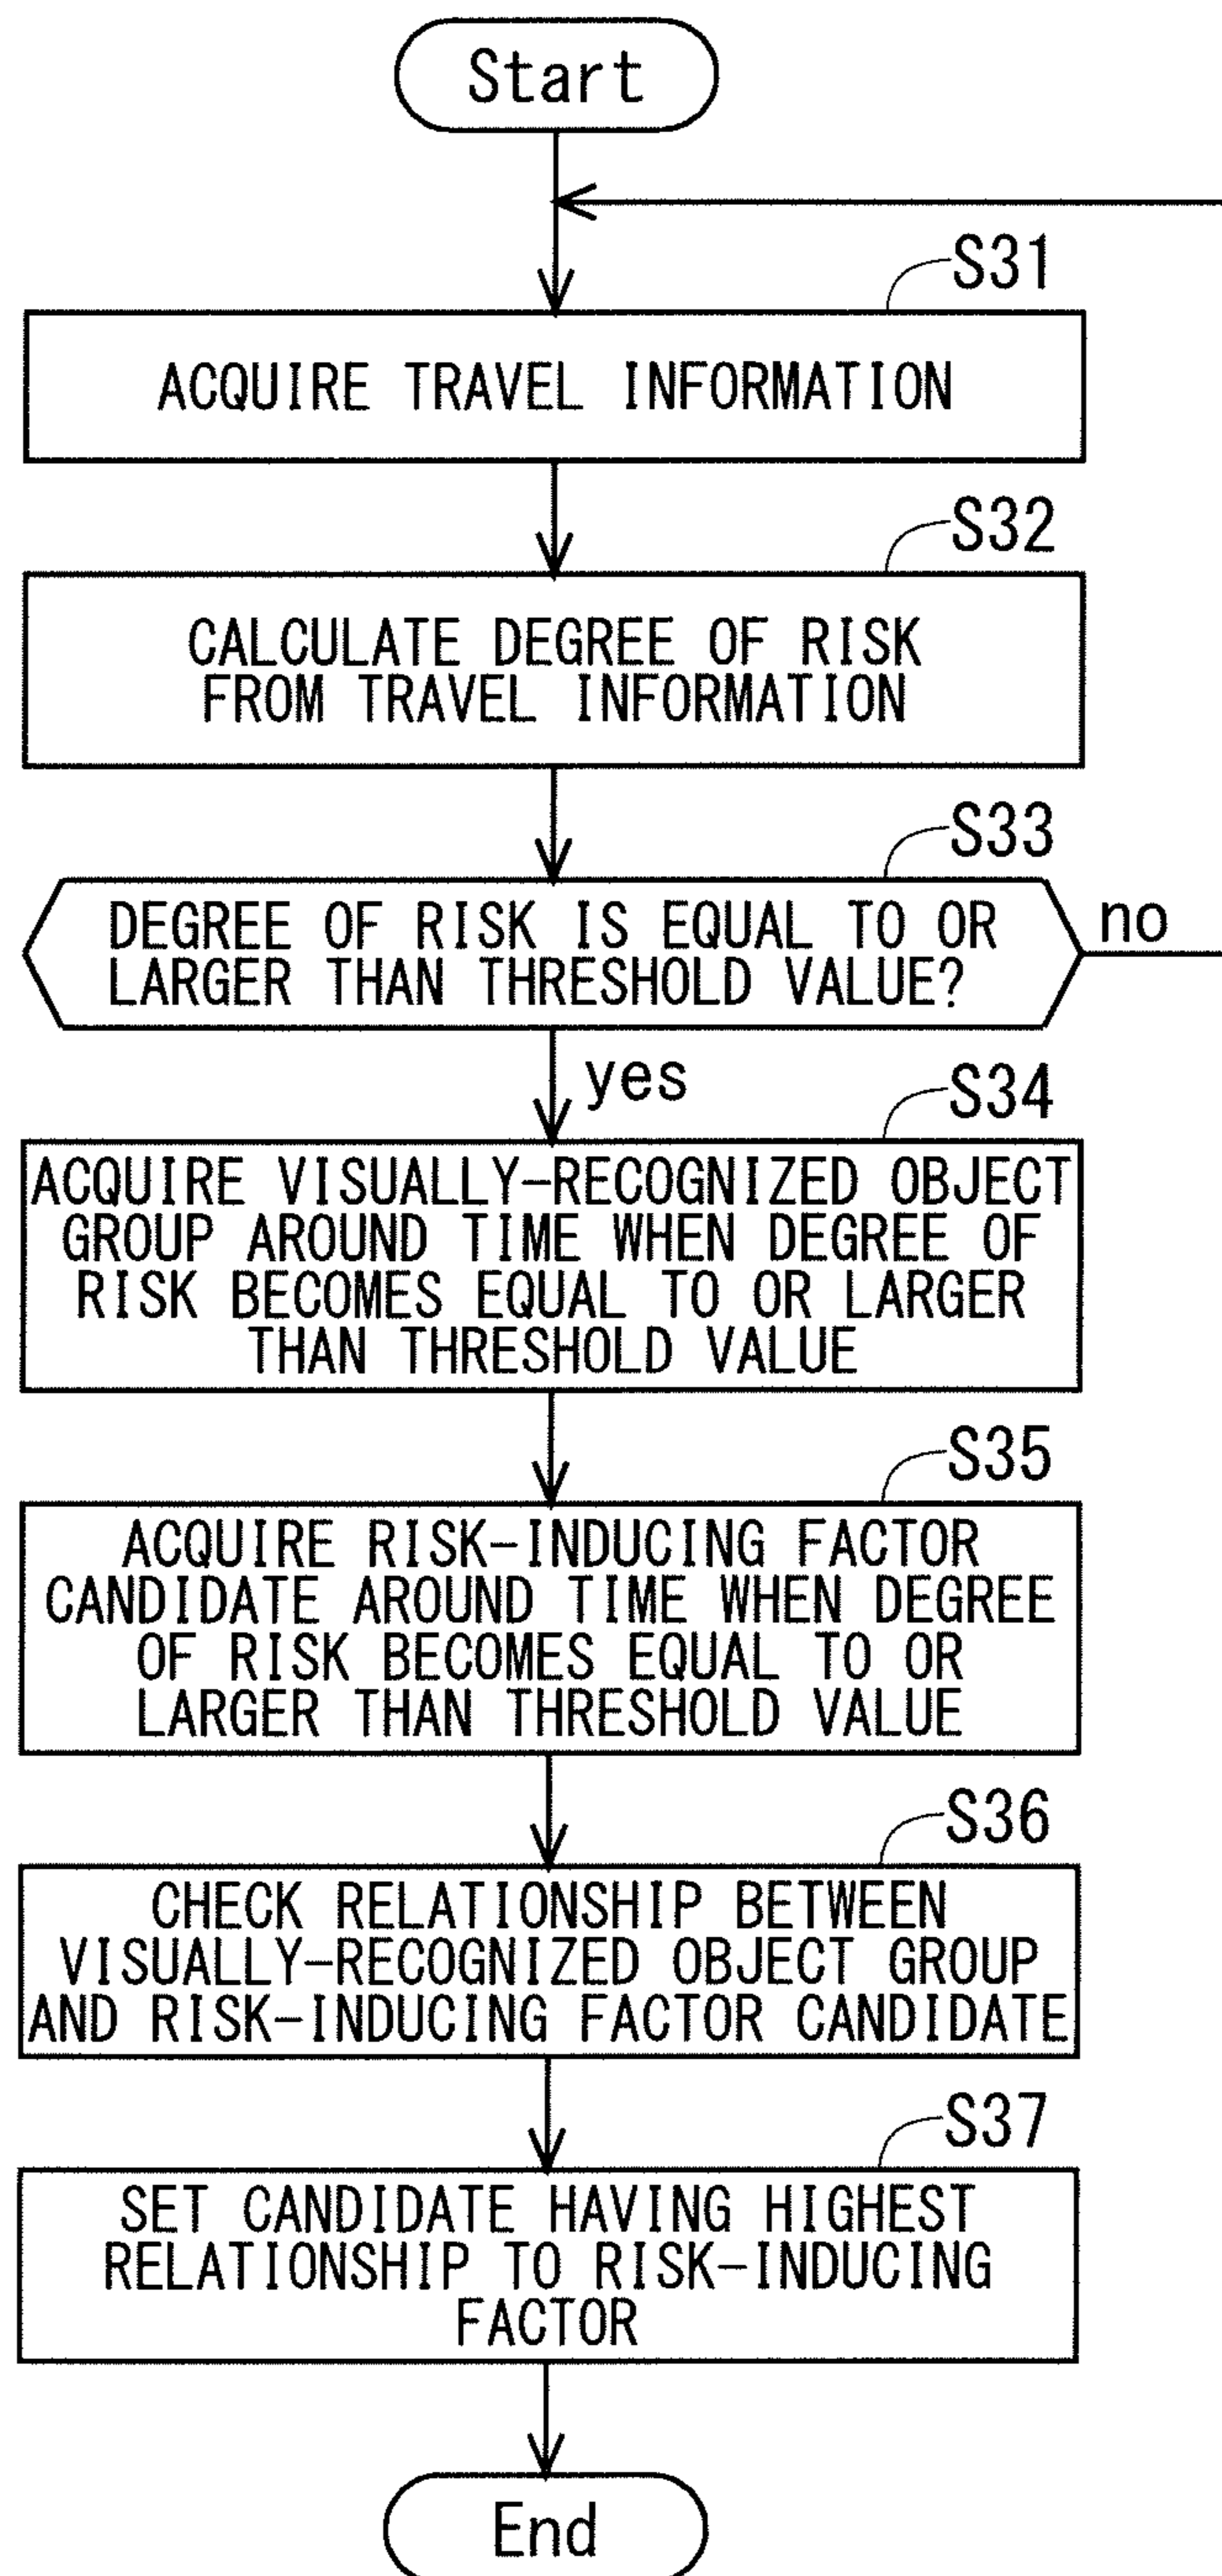 Start
S31
ACQUIRE TRAVEL INFORMATION
S32
CALCULATE DEGREE OF RISK
FROM TRAVEL INFORMATION
S33
DEGREE OF RISK IS EQUAL TO OR
LARGER THAN THRESHOLD VALUE?
no
yes
S34
ACQUIRE VISUALLY-RECOGNIZED OBJECT
GROUP AROUND TIME WHEN DEGREE OF
RISK BECOMES EQUAL TO OR LARGER
THAN THRESHOLD VALUE
S35
ACQUIRE RISK-INDUCING FACTOR
CANDIDATE AROUND TIME WHEN DEGREE
OF RISK BECOMES EQUAL TO OR
LARGER THAN THRESHOLD VALUE
S36
CHECK RELATIONSHIP BETWEEN
VISUALLY-RECOGNIZED OBJECT GROUP
AND RISK-INDUCING FACTOR CANDIDATE
S37
SET CANDIDATE HAVING HIGHEST
RELATIONSHIP TO RISK-INDUCING
FACTOR
End